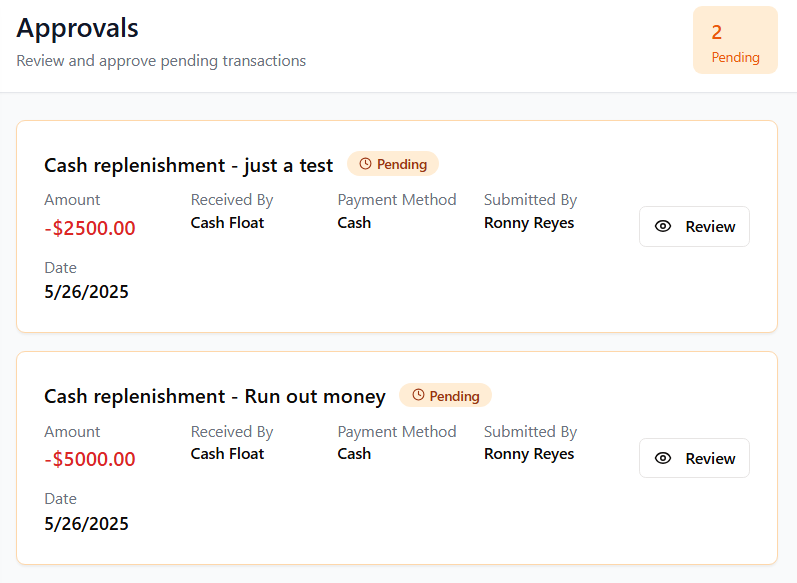 Approvals
Review and approve pending transactions
2
Pending
Cash replenishment - just a test Pending
Amount Received By Payment Method Submitted By
-$2500.00 Cash Float Cash Ronny Reyes
Review
Date
5/26/2025
Cash replenishment - Run out money Pending
Amount Received By Payment Method Submitted By
-$5000.00 Cash Float Cash Ronny Reyes
Review
Date
5/26/2025